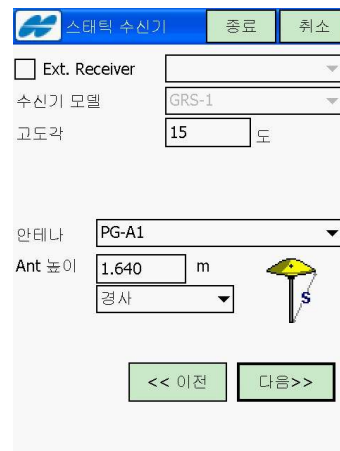 스태틱 수신기 종료 취소
Ext. Receiver
수신기 모델 GRS-1
고도각 15 도
안테나 PG-A1
Ant 높이 1.640 m
경사
S
<< 이전 다음>>